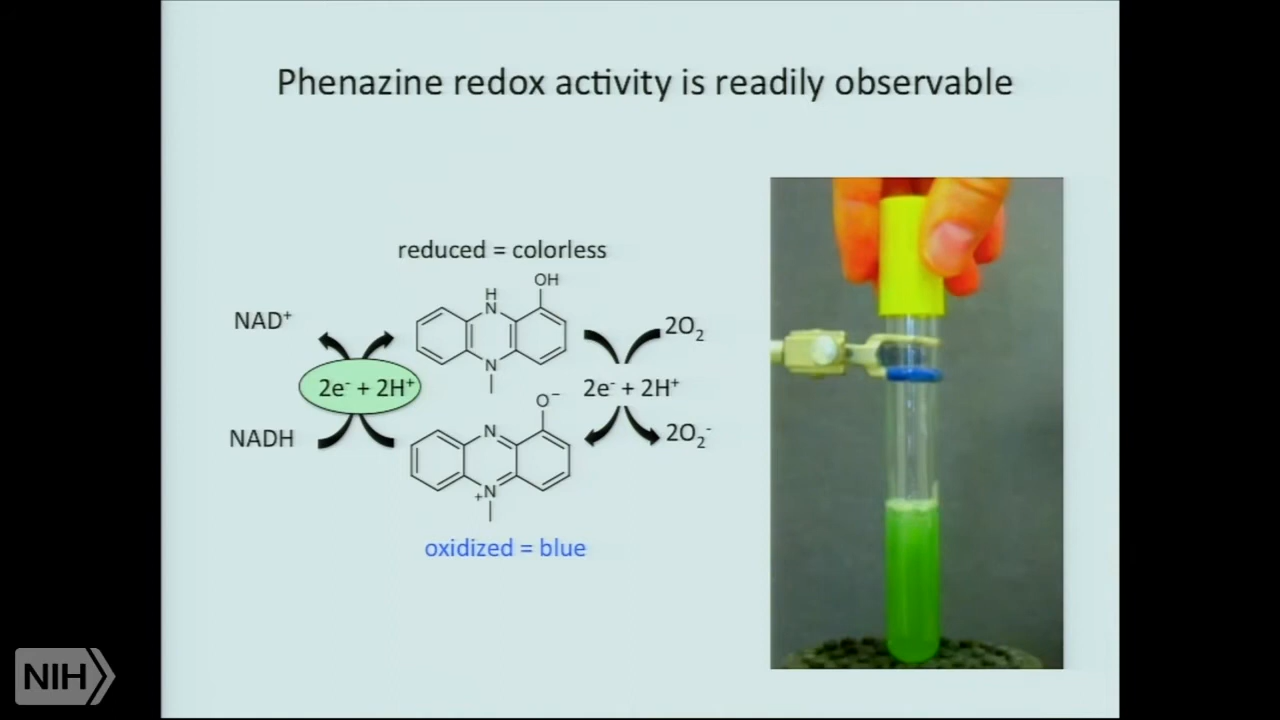 Phenazine redox activity is readily observable
reduced = colorless
OH
H
N
N
NAD⁺
2O₂
2e⁻ + 2H⁺
2e⁻ + 2H⁺
O⁻
NADH
2O₂⁻
N
⁺N
oxidized = blue
NIH